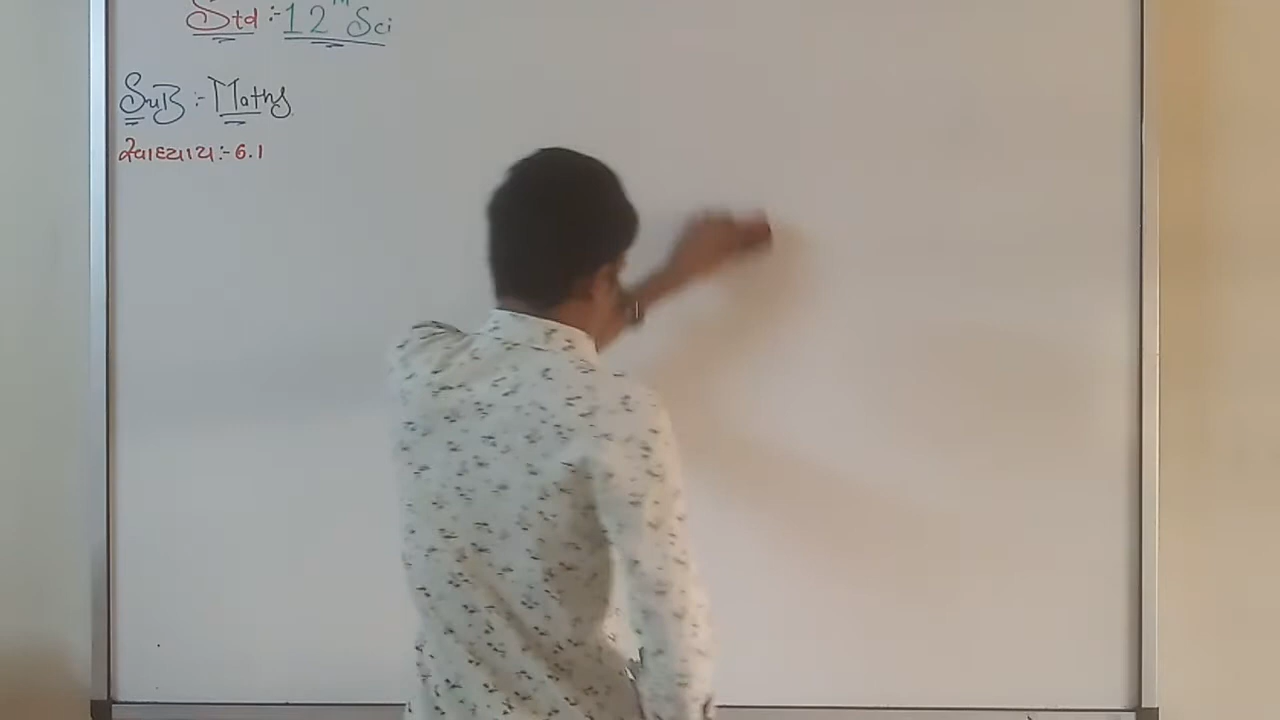 Std :- 12th Sci
SuB :- Maths
સ્વાધ્યાય :- 6.1